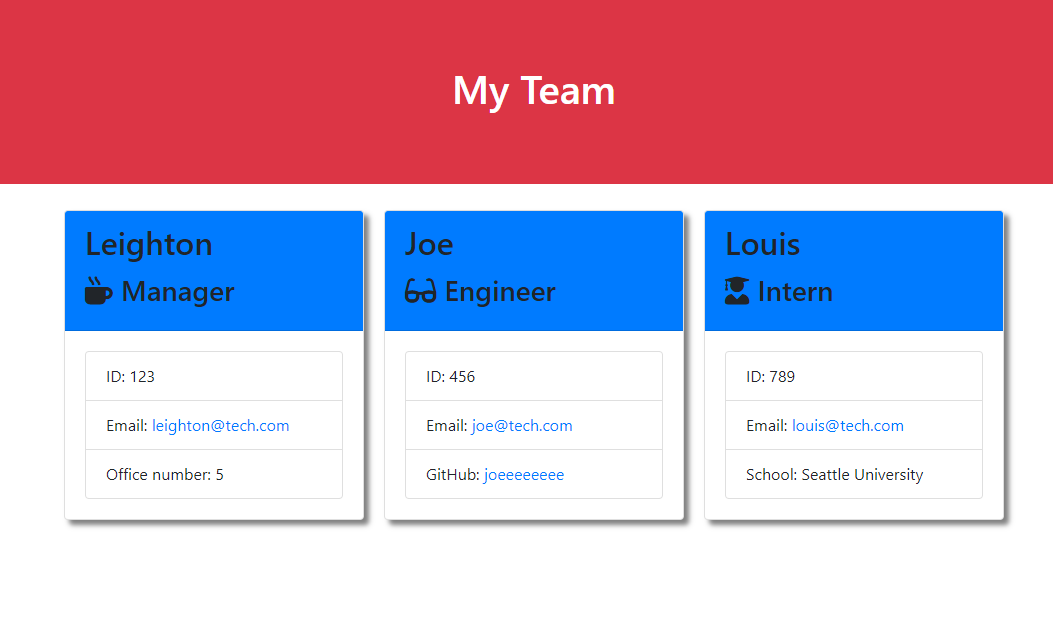 My Team
Leighton
Manager
ID: 123
Email: leighton@tech.com
Office number: 5
Joe
Engineer
ID: 456
Email: joe@tech.com
GitHub: joeeeeeeee
Louis
Intern
ID: 789
Email: louis@tech.com
School: Seattle University